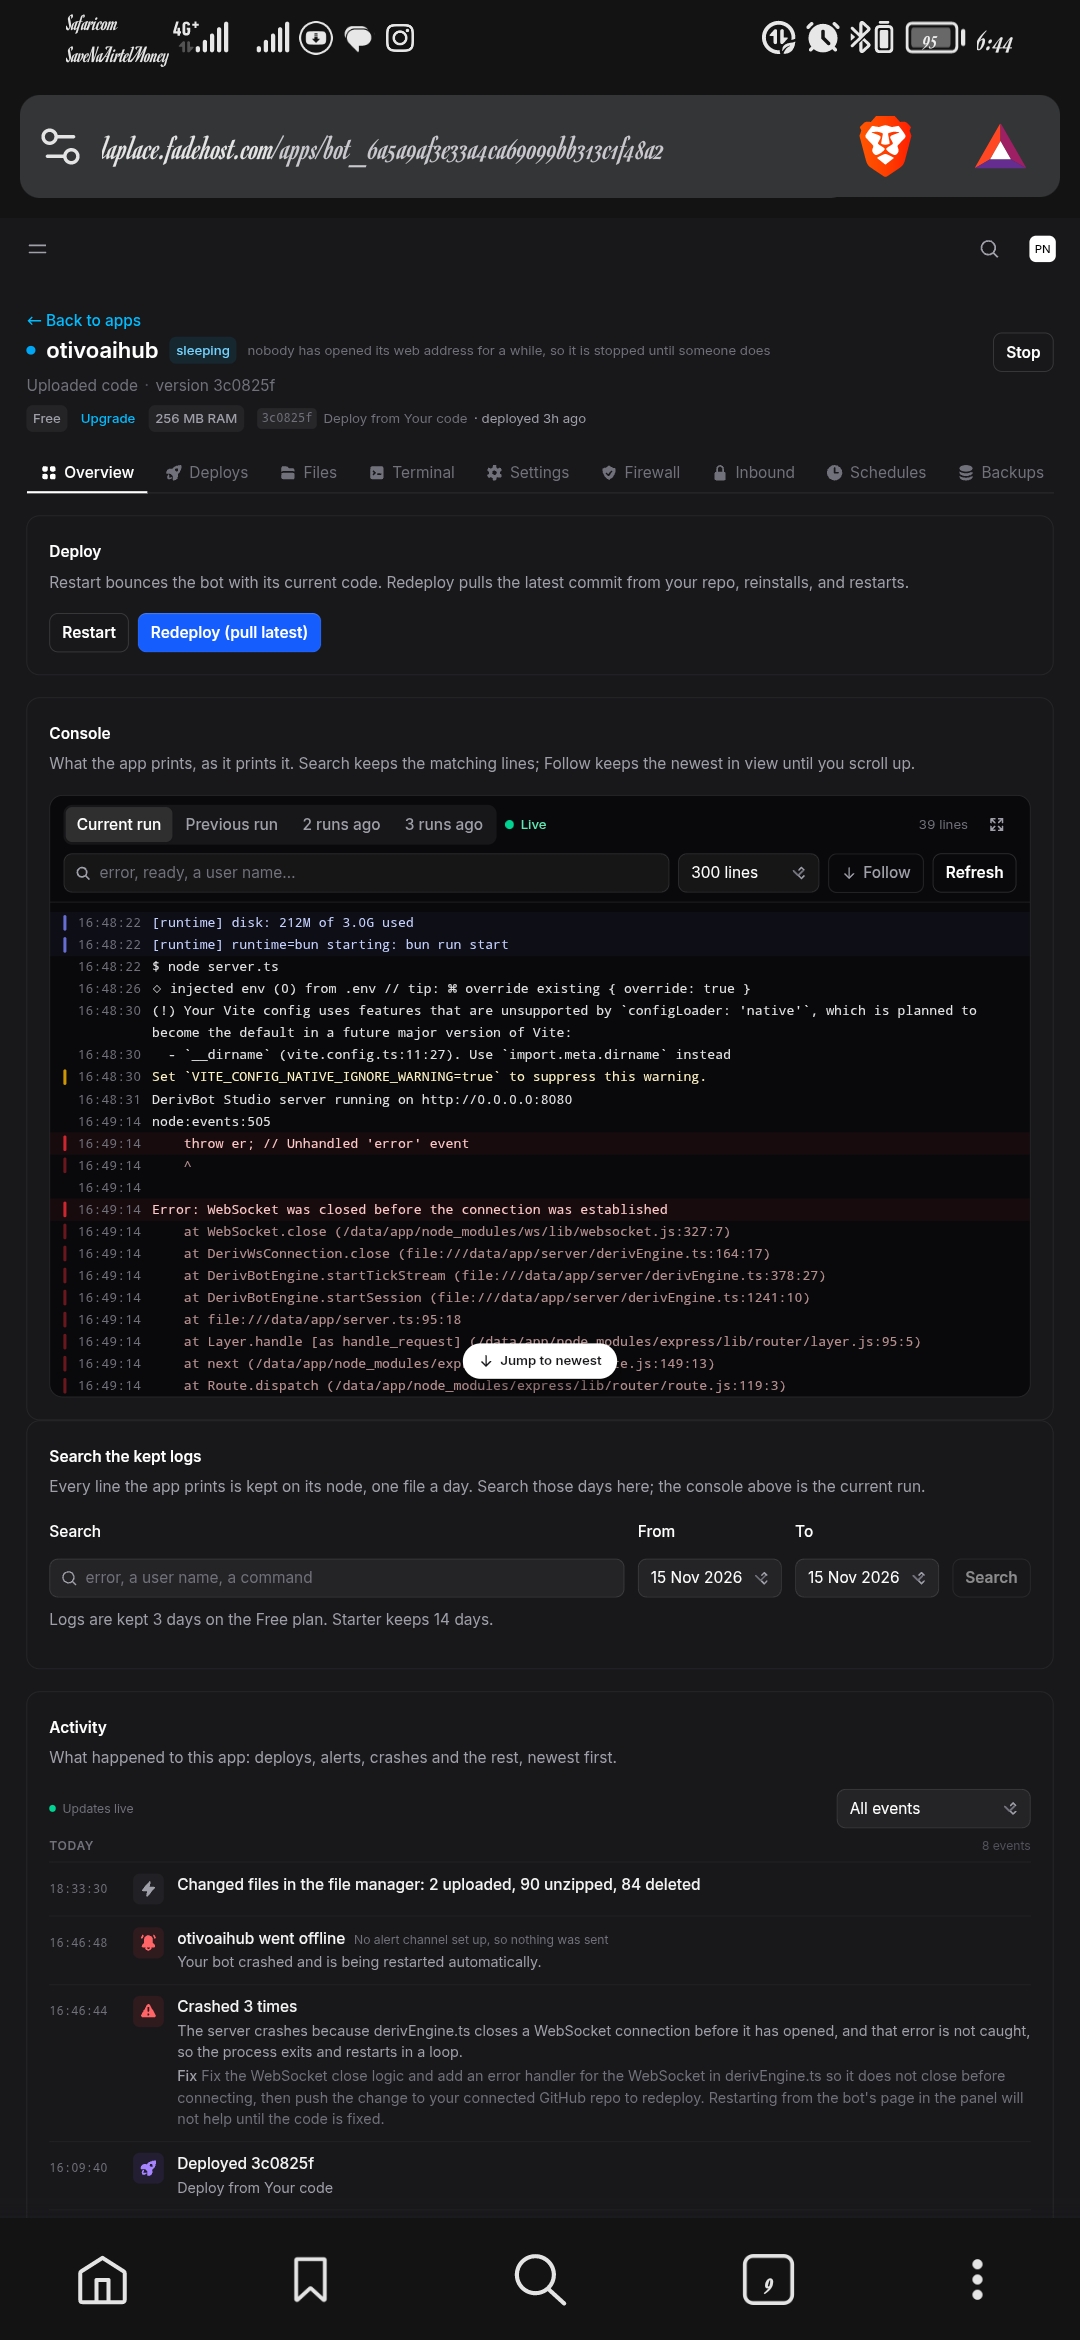 Safaricom
SaveNaAirtelMoney
4G+
95
6:44
laplace.fadehost.com/apps/bot_6a5a9af3e33a4ca69099bb313c1f48a2
PN
← Back to apps
otivoaihub sleeping nobody has opened its web address for a while, so it is stopped until someone does
Stop
Uploaded code · version 3c0825f
Free Upgrade 256 MB RAM 3c0825f Deploy from Your code · deployed 3h ago
Overview Deploys Files Terminal Settings Firewall Inbound Schedules Backups
Deploy
Restart bounces the bot with its current code. Redeploy pulls the latest commit from your repo, reinstalls, and restarts.
Restart Redeploy (pull latest)
Console
What the app prints, as it prints it. Search keeps the matching lines; Follow keeps the newest in view until you scroll up.
Current run Previous run 2 runs ago 3 runs ago Live 39 lines
error, ready, a user name... 300 lines ↓ Follow Refresh
16:48:22 [runtime] disk: 212M of 3.0G used
16:48:22 [runtime] runtime=bun starting: bun run start
16:48:22 $ node server.ts
16:48:26 ◇ injected env (0) from .env // tip: ⌘ override existing { override: true }
16:48:30 (!) Your Vite config uses features that are unsupported by `configLoader: 'native'`, which is planned to
become the default in a future major version of Vite:
16:48:30 - `__dirname` (vite.config.ts:11:27). Use `import.meta.dirname` instead
16:48:30 Set `VITE_CONFIG_NATIVE_IGNORE_WARNING=true` to suppress this warning.
16:48:31 DerivBot Studio server running on http://0.0.0.0:8080
16:49:14 node:events:505
16:49:14 throw er; // Unhandled 'error' event
16:49:14 ^
16:49:14
16:49:14 Error: WebSocket was closed before the connection was established
16:49:14 at WebSocket.close (/data/app/node_modules/ws/lib/websocket.js:327:7)
16:49:14 at DerivWsConnection.close (file:///data/app/server/derivEngine.ts:164:17)
16:49:14 at DerivBotEngine.startTickStream (file:///data/app/server/derivEngine.ts:378:27)
16:49:14 at DerivBotEngine.startSession (file:///data/app/server/derivEngine.ts:1241:10)
16:49:14 at file:///data/app/server.ts:95:18
16:49:14 at Layer.handle [as handle_request] (/data/app/node_modules/express/lib/router/layer.js:95:5)
16:49:14 at next (/data/app/node_modules/exp te.js:149:13)
↓ Jump to newest
16:49:14 at Route.dispatch (/data/app/node_modules/express/lib/router/route.js:119:3)
Search the kept logs
Every line the app prints is kept on its node, one file a day. Search those days here; the console above is the current run.
Search From To
error, a user name, a command 15 Nov 2026 15 Nov 2026 Search
Logs are kept 3 days on the Free plan. Starter keeps 14 days.
Activity
What happened to this app: deploys, alerts, crashes and the rest, newest first.
Updates live All events
TODAY 8 events
18:33:30 Changed files in the file manager: 2 uploaded, 90 unzipped, 84 deleted
16:46:48 otivoaihub went offline No alert channel set up, so nothing was sent
Your bot crashed and is being restarted automatically.
16:46:44 Crashed 3 times
The server crashes because derivEngine.ts closes a WebSocket connection before it has opened, and that error is not caught,
so the process exits and restarts in a loop.
Fix Fix the WebSocket close logic and add an error handler for the WebSocket in derivEngine.ts so it does not close before
connecting, then push the change to your connected GitHub repo to redeploy. Restarting from the bot's page in the panel will
not help until the code is fixed.
16:09:40 Deployed 3c0825f
Deploy from Your code
9